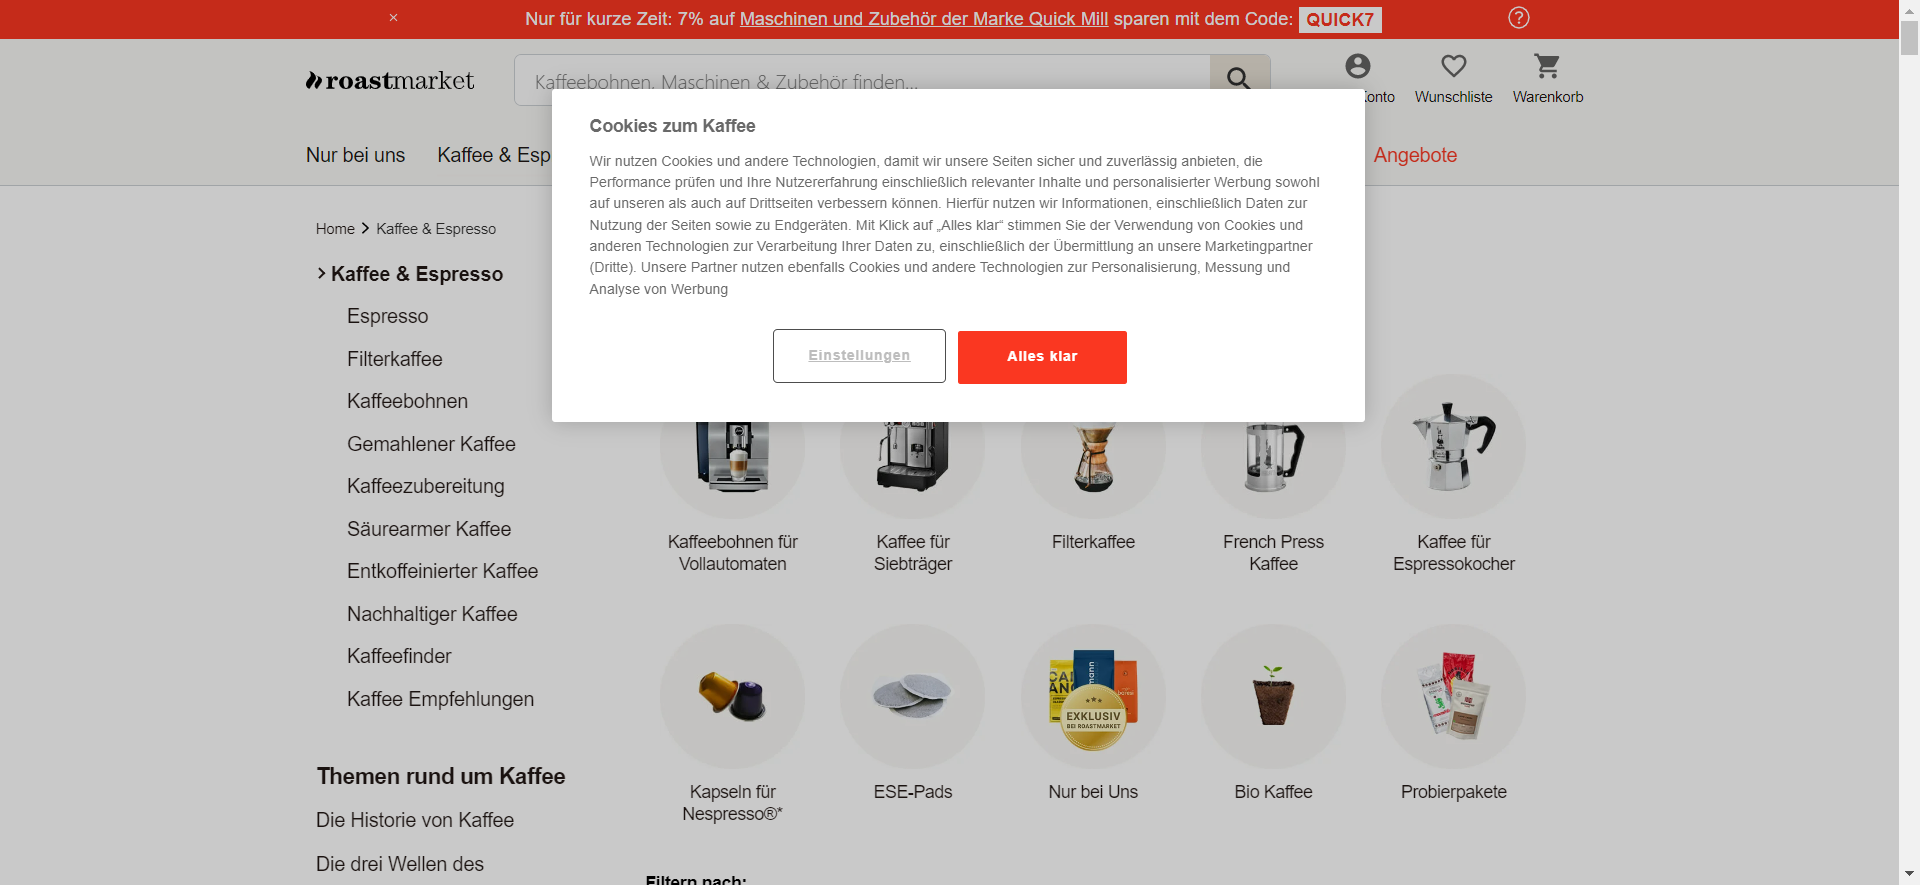 Nur für kurze Zeit: 7% auf Maschinen und Zubehör der Marke Quick Mill sparen mit dem Code: QUICK7
roastmarket
Kaffeebohnen, Maschinen & Zubehör finden...
Wunschliste
Warenkorb
Nur bei uns
Kaffee & Esp
Angebote
Cookies zum Kaffee
Wir nutzen Cookies und andere Technologien, damit wir unsere Seiten sicher und zuverlässig anbieten, die
Performance prüfen und Ihre Nutzererfahrung einschließlich relevanter Inhalte und personalisierter Werbung sowohl
auf unseren als auch auf Drittseiten verbessern können. Hierfür nutzen wir Informationen, einschließlich Daten zur
Nutzung der Seiten sowie zu Endgeräten. Mit Klick auf „Alles klar“ stimmen Sie der Verwendung von Cookies und
anderen Technologien zur Verarbeitung Ihrer Daten zu, einschließlich der Übermittlung an unsere Marketingpartner
(Dritte). Unsere Partner nutzen ebenfalls Cookies und andere Technologien zur Personalisierung, Messung und
Analyse von Werbung
Einstellungen
Alles klar
Home > Kaffee & Espresso
> Kaffee & Espresso
Espresso
Filterkaffee
Kaffeebohnen
Gemahlener Kaffee
Kaffeezubereitung
Säurearmer Kaffee
Entkoffeinierter Kaffee
Nachhaltiger Kaffee
Kaffeefinder
Kaffee Empfehlungen
Themen rund um Kaffee
Die Historie von Kaffee
Die drei Wellen des
Kaffeebohnen für
Vollautomaten
Kaffee für
Siebträger
Filterkaffee
French Press
Kaffee
Kaffee für
Espressokocher
EXKLUSIV
BEI ROASTMARKET
Kapseln für
Nespresso®*
ESE-Pads
Nur bei Uns
Bio Kaffee
Probierpakete
Filtern nach: